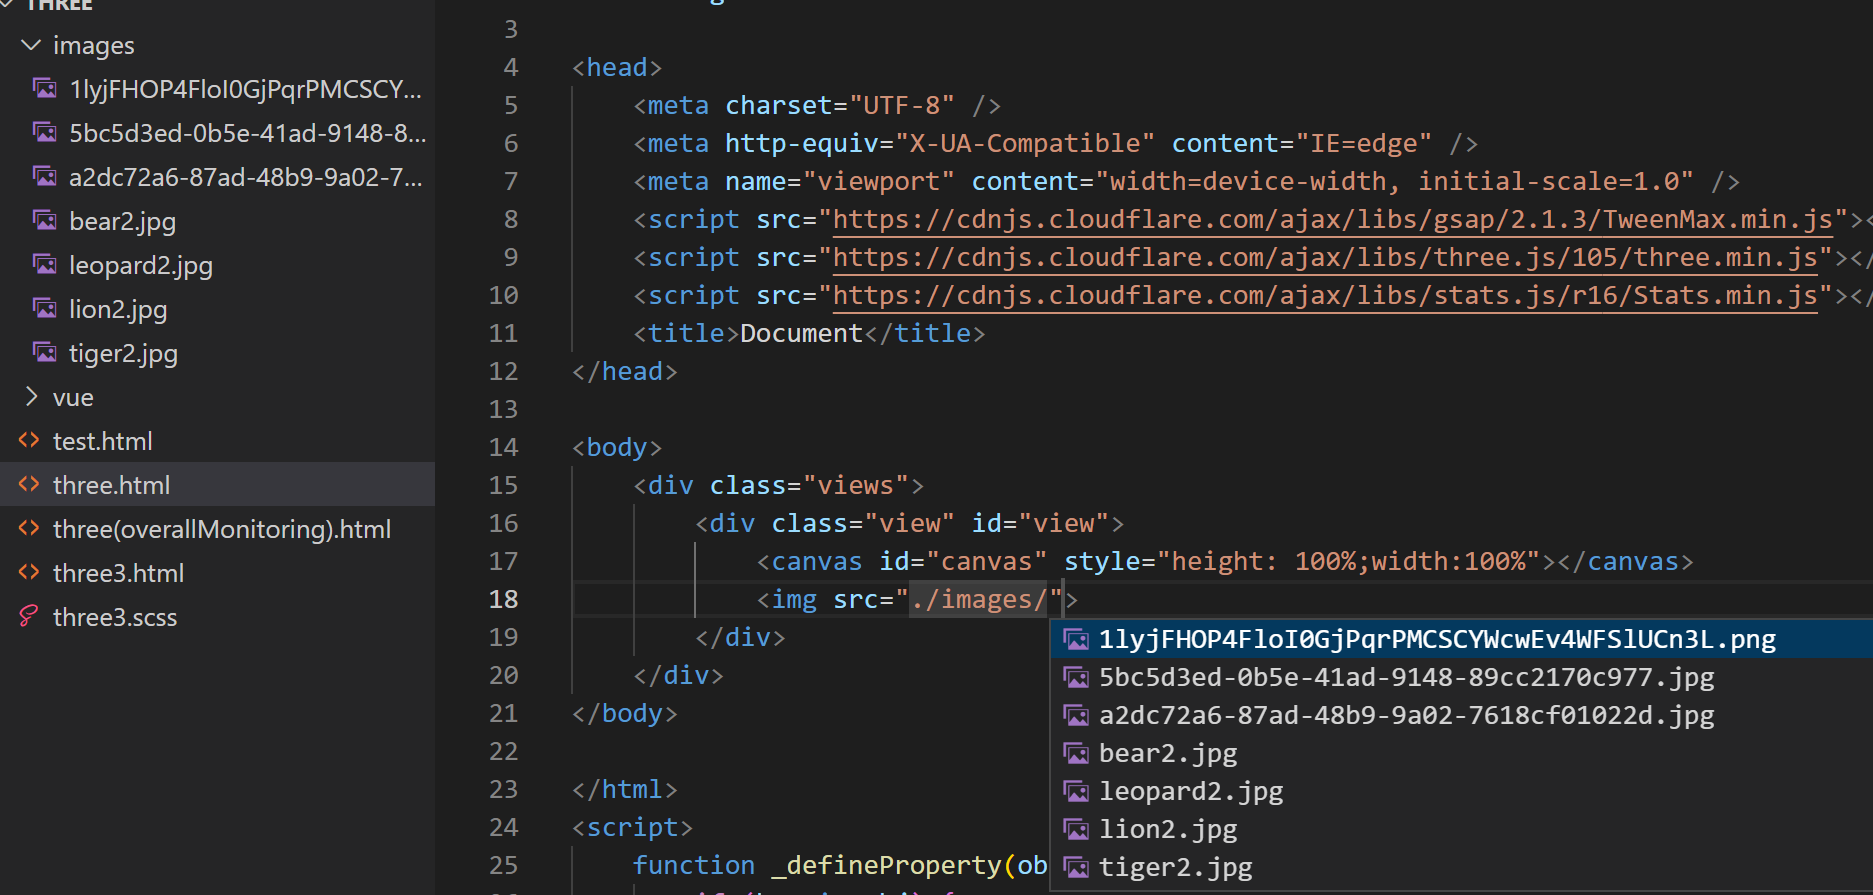 THREE
images
1lyjFHOP4FloI0GjPqrPMCSCY...
5bc5d3ed-0b5e-41ad-9148-8...
a2dc72a6-87ad-48b9-9a02-7...
bear2.jpg
leopard2.jpg
lion2.jpg
tiger2.jpg
vue
test.html
three.html
three(overallMonitoring).html
three3.html
three3.scss
3
4 <head>
5 <meta charset="UTF-8" />
6 <meta http-equiv="X-UA-Compatible" content="IE=edge" />
7 <meta name="viewport" content="width=device-width, initial-scale=1.0" />
8 <script src="https://cdnjs.cloudflare.com/ajax/libs/gsap/2.1.3/TweenMax.min.js"><
9 <script src="https://cdnjs.cloudflare.com/ajax/libs/three.js/105/three.min.js"></
10 <script src="https://cdnjs.cloudflare.com/ajax/libs/stats.js/r16/Stats.min.js"></
11 <title>Document</title>
12 </head>
13
14 <body>
15 <div class="views">
16 <div class="view" id="view">
17 <canvas id="canvas" style="height: 100%;width:100%"></canvas>
18 <img src="./images/">
19 </div>
20 </div>
21 </body>
22
23 </html>
24 <script>
25 function _defineProperty(ob
1lyjFHOP4FloI0GjPqrPMCSCYWcwEv4WFSlUCn3L.png
5bc5d3ed-0b5e-41ad-9148-89cc2170c977.jpg
a2dc72a6-87ad-48b9-9a02-7618cf01022d.jpg
bear2.jpg
leopard2.jpg
lion2.jpg
tiger2.jpg